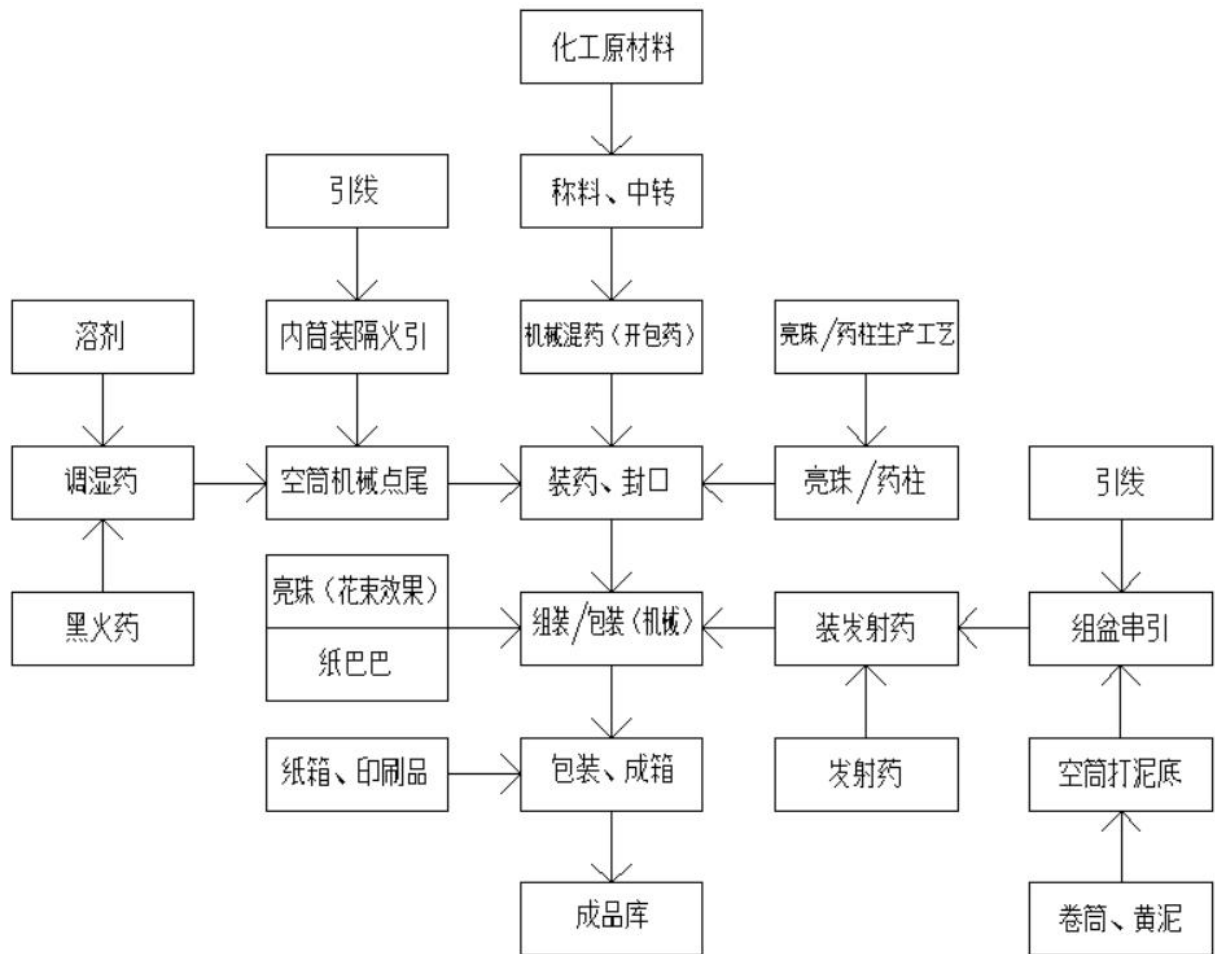 化工原材料
引线
称料、中转
溶剂
内筒装隔火引
机械混药(开包药)
亮珠/药柱生产工艺
调湿药
空筒机械点尾
装药、封口
亮珠/药柱
引线
黑火药
亮珠(花束效果)
纸巴巴
组装/包装(机械)
装发射药
组盆串引
纸箱、印刷品
包装、成箱
发射药
空筒打泥底
成品库
卷筒、黄泥